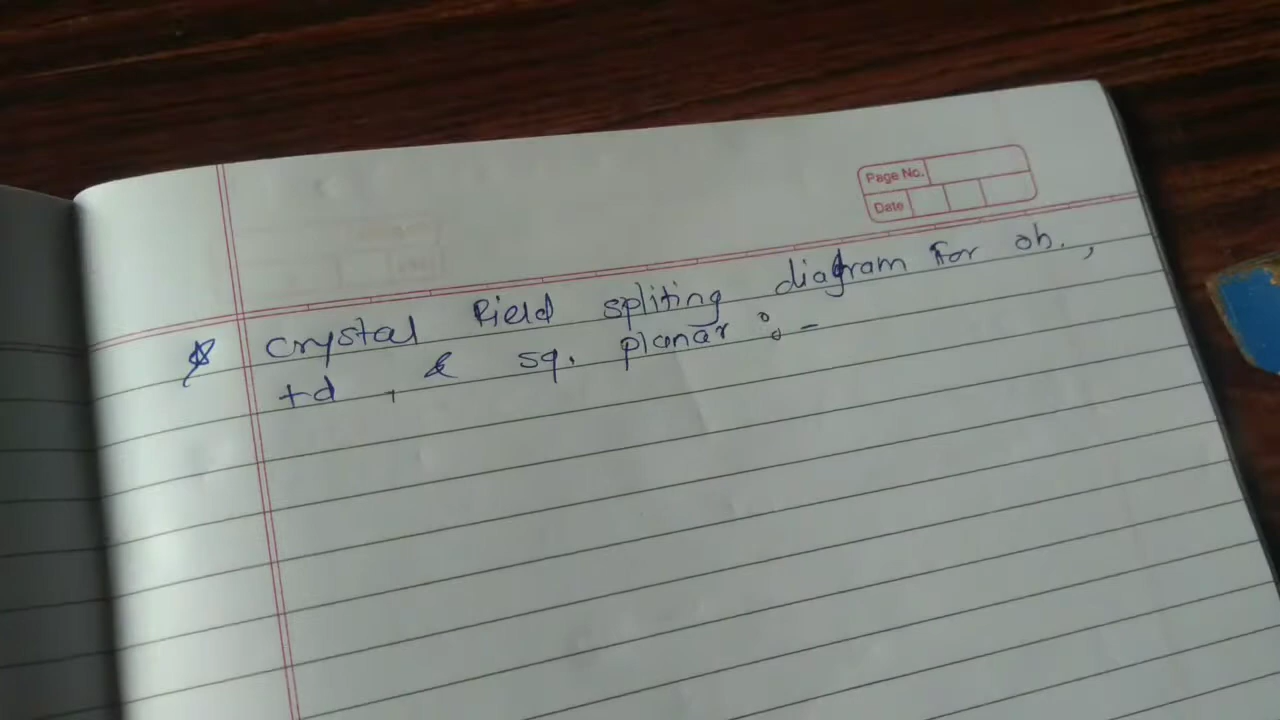 Page No.
Date
crystal field spliting diagram for oh.,
td , & sq. planar :-